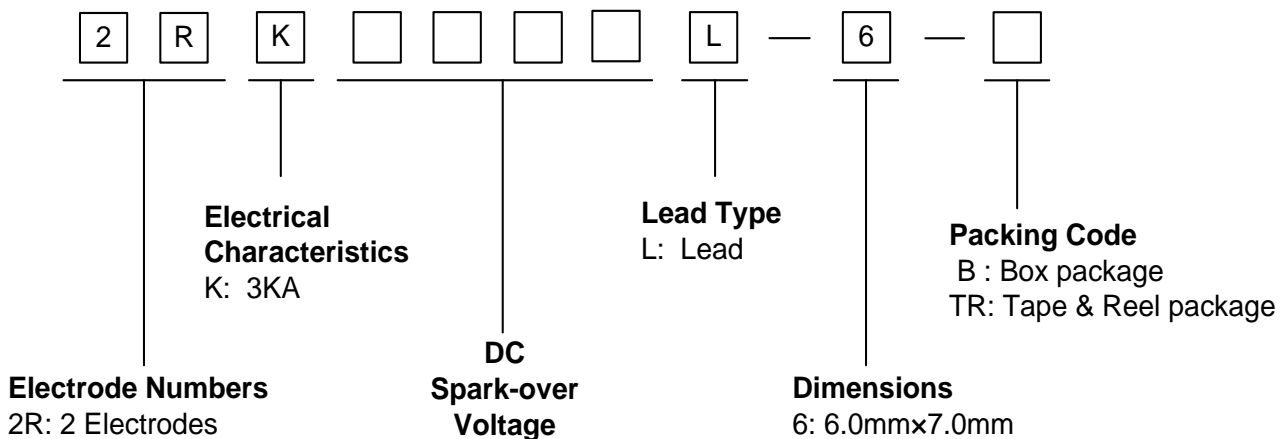 2 R K L — 6 —
Electrical
Characteristics
K: 3KA
Lead Type
L: Lead
Packing Code
B : Box package
TR: Tape & Reel package
Electrode Numbers
2R: 2 Electrodes
DC
Spark-over
Voltage
Dimensions
6: 6.0mm×7.0mm